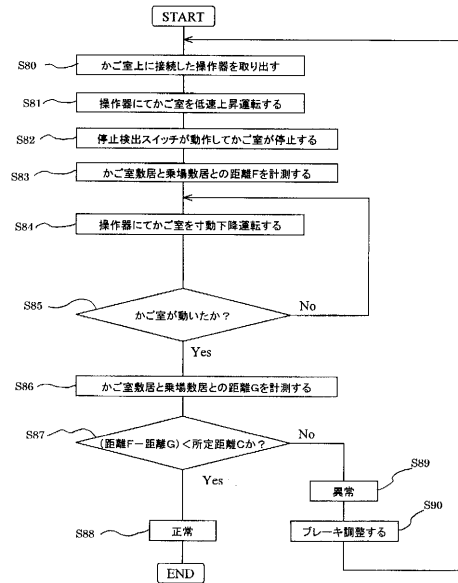 START
S80
かご室上に接続した操作器を取り出す
S81
操作器にてかご室を低速上昇運転する
S82
停止検出スイッチが動作してかご室が停止する
S83
かご室敷居と乗場敷居との距離Fを計測する
S84
操作器にてかご室を寸動下降運転する
S85
かご室が動いたか？
No
Yes
S86
かご室敷居と乗場敷居との距離Gを計測する
S87
(距離F－距離G)＜所定距離Cか？
No
Yes
S89
異常
S88
正常
S90
ブレーキ調整する
END